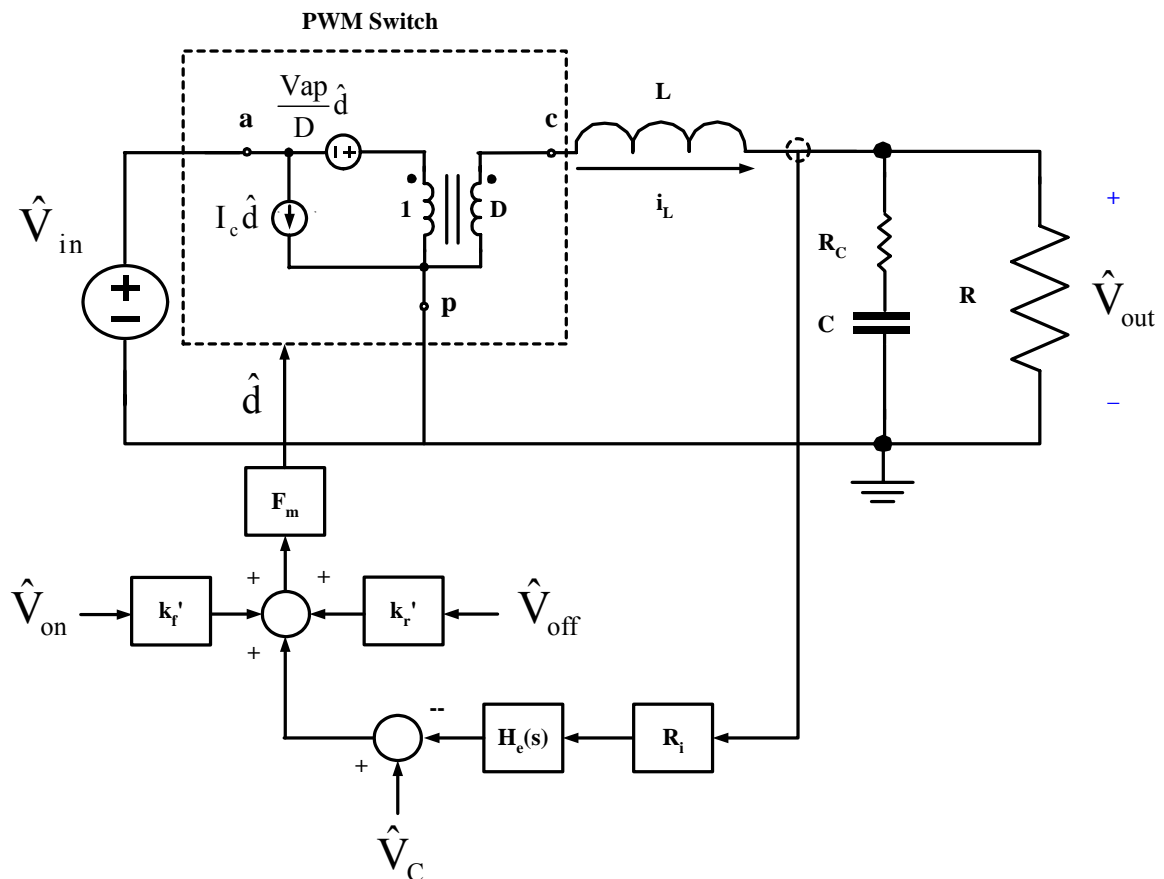 PWM Switch
Vap
D
d̂
a
c
L
1
D
I_c d̂
i_L
V̂_in
p
R_C
C
R
+
V̂_out
−
d̂
F_m
+ +
V̂_on
k_f'
k_r'
V̂_off
+
--
H_e(s)
R_i
+
V̂_C